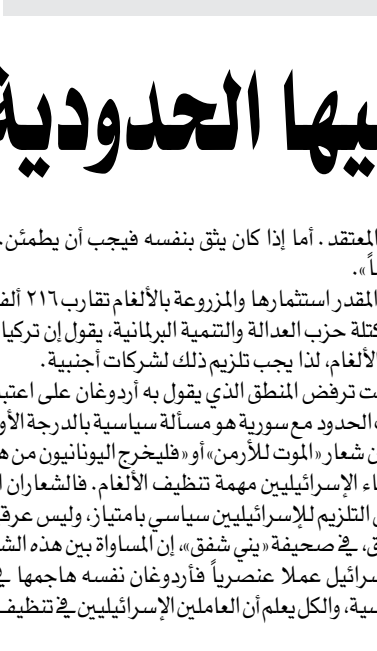 يها الحدودية
المعتقد . أما إذا كان يثق بنفسه فيجب أن يطمئن.
اً».
المقدر استثمارها والمزروعة بالألغام تقارب ٢١٦ ألف
كتلة حزب العدالة والتنمية البرلمانية، يقول إن تركيا
الألغام، لذا يجب تلزيم ذلك لشركات أجنبية.
ت ترفض المنطق الذي يقول به أردوغان على اعتبـ
الحدود مع سورية هو مسألة سياسية بالدرجة الأو
ن شعار «الموت للأرمن» أو «فليخرج اليونانيون من هـ
اء الإسرائيليين مهمة تنظيف الألغام. فالشعاران ا
التلزيم للإسرائيليين سياسي بامتياز، وليس عرقـ
ق، في صحيفة «يني شفق»، إن المساواة بين هذه الشـ
سرائيل عملا عنصرياً فأردوغان نفسه هاجمها في
سية، والكل يعلم أن العاملين الإسرائيليين في تنظيف